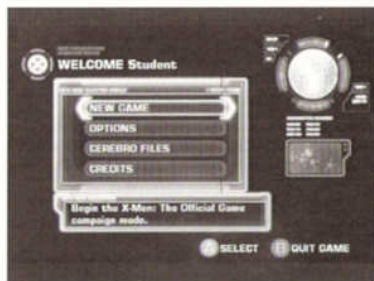 WELCOME Student
NEW GAME
OPTIONS
CEREBRO FILES
CREDITS
Begin the X-Men: The Official Game
campaign mode.
A SELECT B QUIT GAME